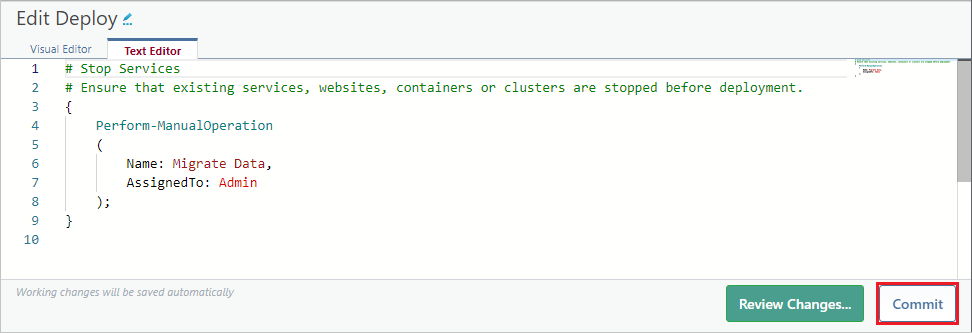 Edit Deploy
Visual Editor Text Editor
1 # Stop Services
2 # Ensure that existing services, websites, containers or clusters are stopped before deployment.
3 {
4 Perform-ManualOperation
5 (
6 Name: Migrate Data,
7 AssignedTo: Admin
8 );
9 }
10
Working changes will be saved automatically
Review Changes... Commit